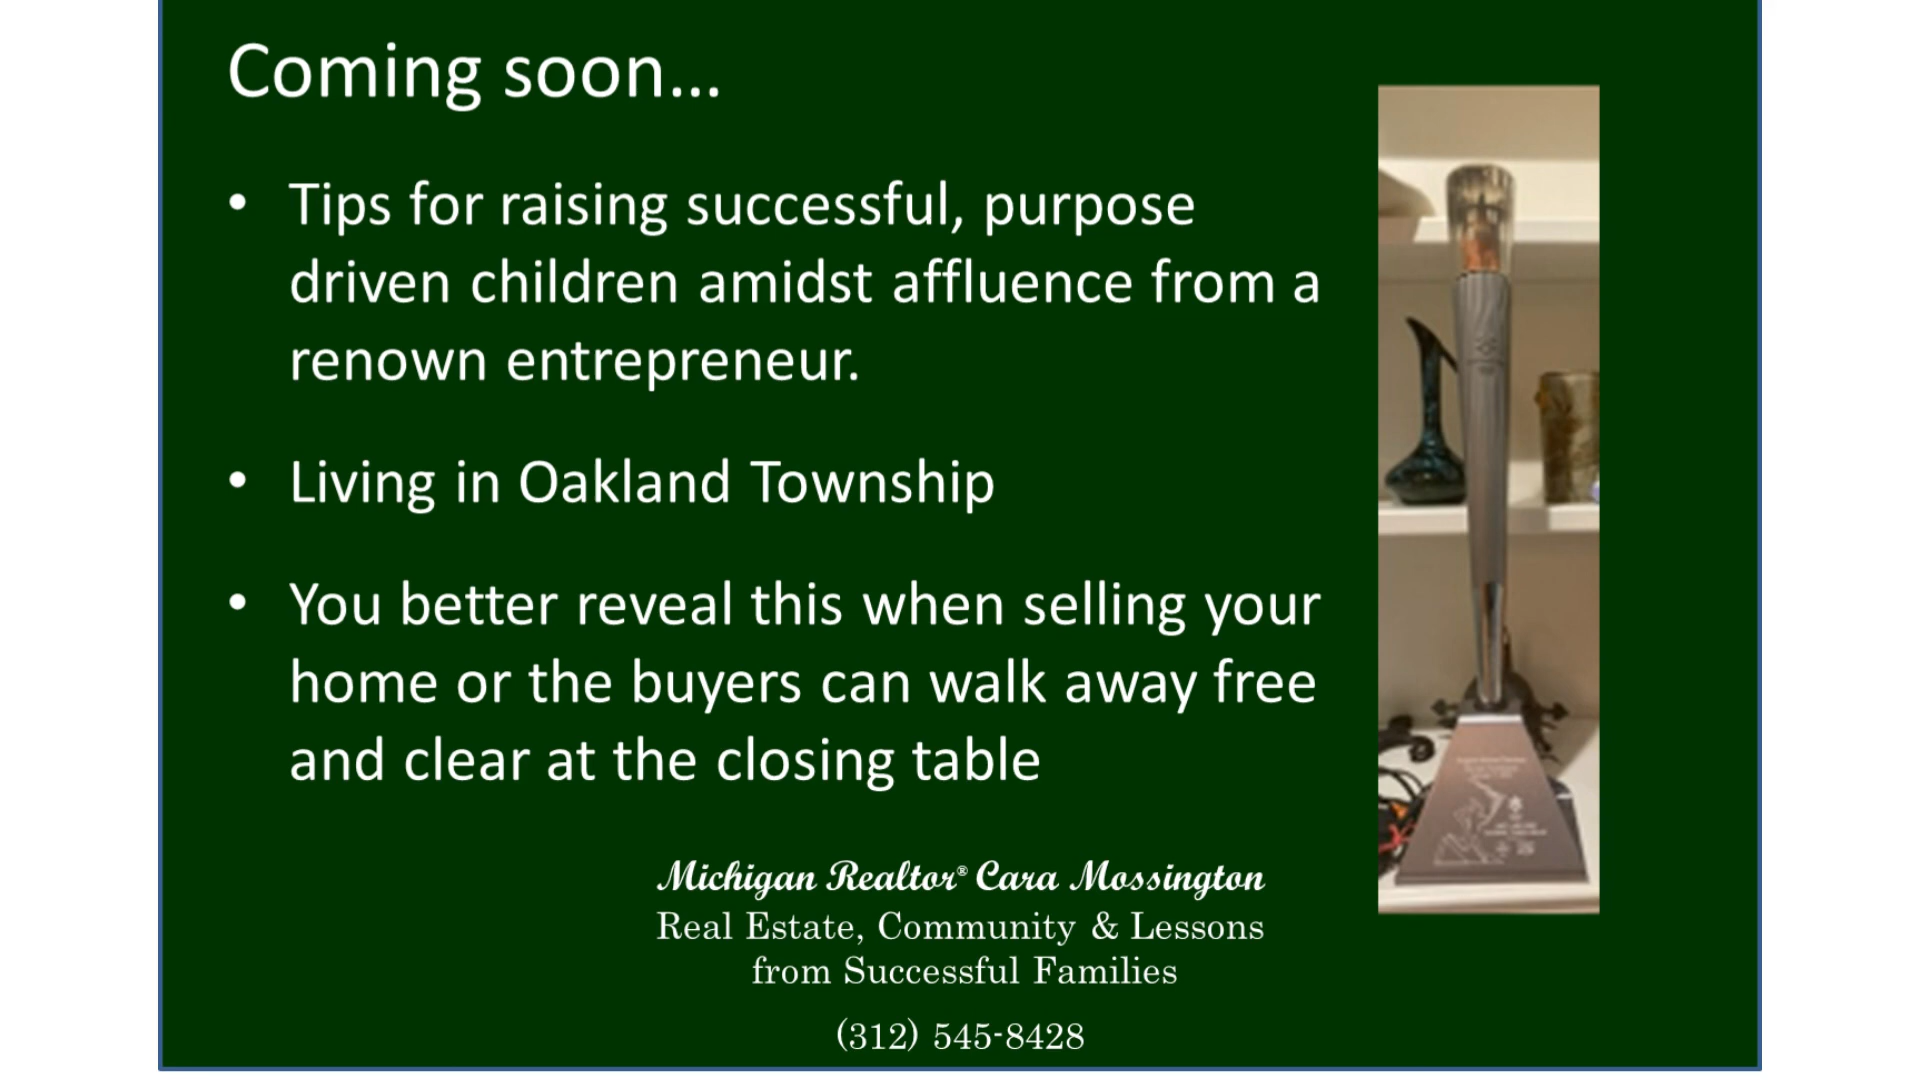 Coming soon...
• Tips for raising successful, purpose
driven children amidst affluence from a
renown entrepreneur.
• Living in Oakland Township
• You better reveal this when selling your
home or the buyers can walk away free
and clear at the closing table
Michigan Realtor® Cara Mossington
Real Estate, Community & Lessons
from Successful Families
(312) 545-8428